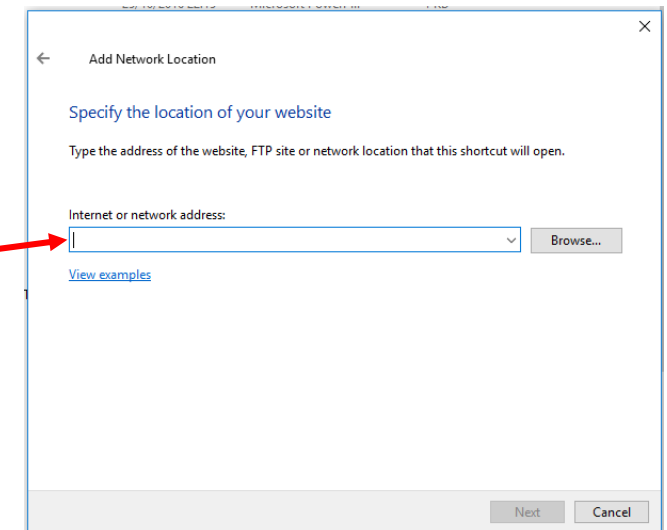 Add Network Location
Specify the location of your website
Type the address of the website, FTP site or network location that this shortcut will open.
Internet or network address:
Browse...
View examples
Next
Cancel